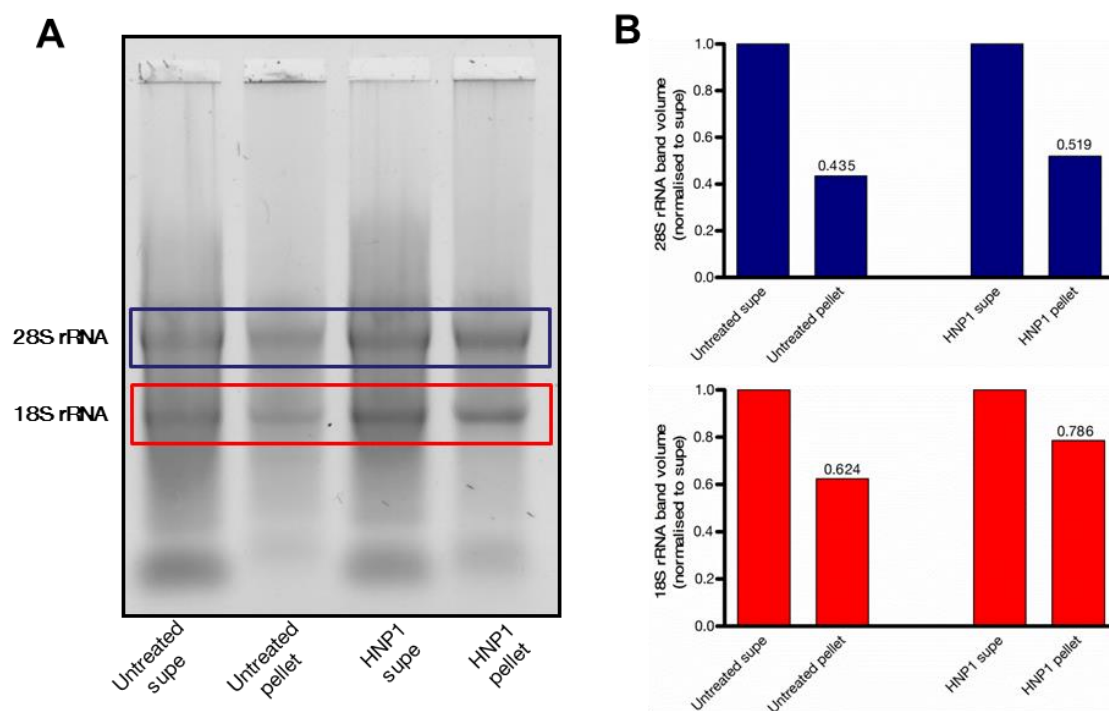 A
28S rRNA
18S rRNA
Untreated
supe
Untreated
pellet
HNP1
supe
HNP1
pellet
B
28S rRNA band volume
(normalised to supe)
1.0
0.8
0.6
0.4
0.2
0.0
0.435
0.519
Untreated supe
Untreated pellet
HNP1 supe
HNP1 pellet
18S rRNA band volume
(normalised to supe)
1.0
0.8
0.6
0.4
0.2
0.0
0.624
0.786
Untreated supe
Untreated pellet
HNP1 supe
HNP1 pellet